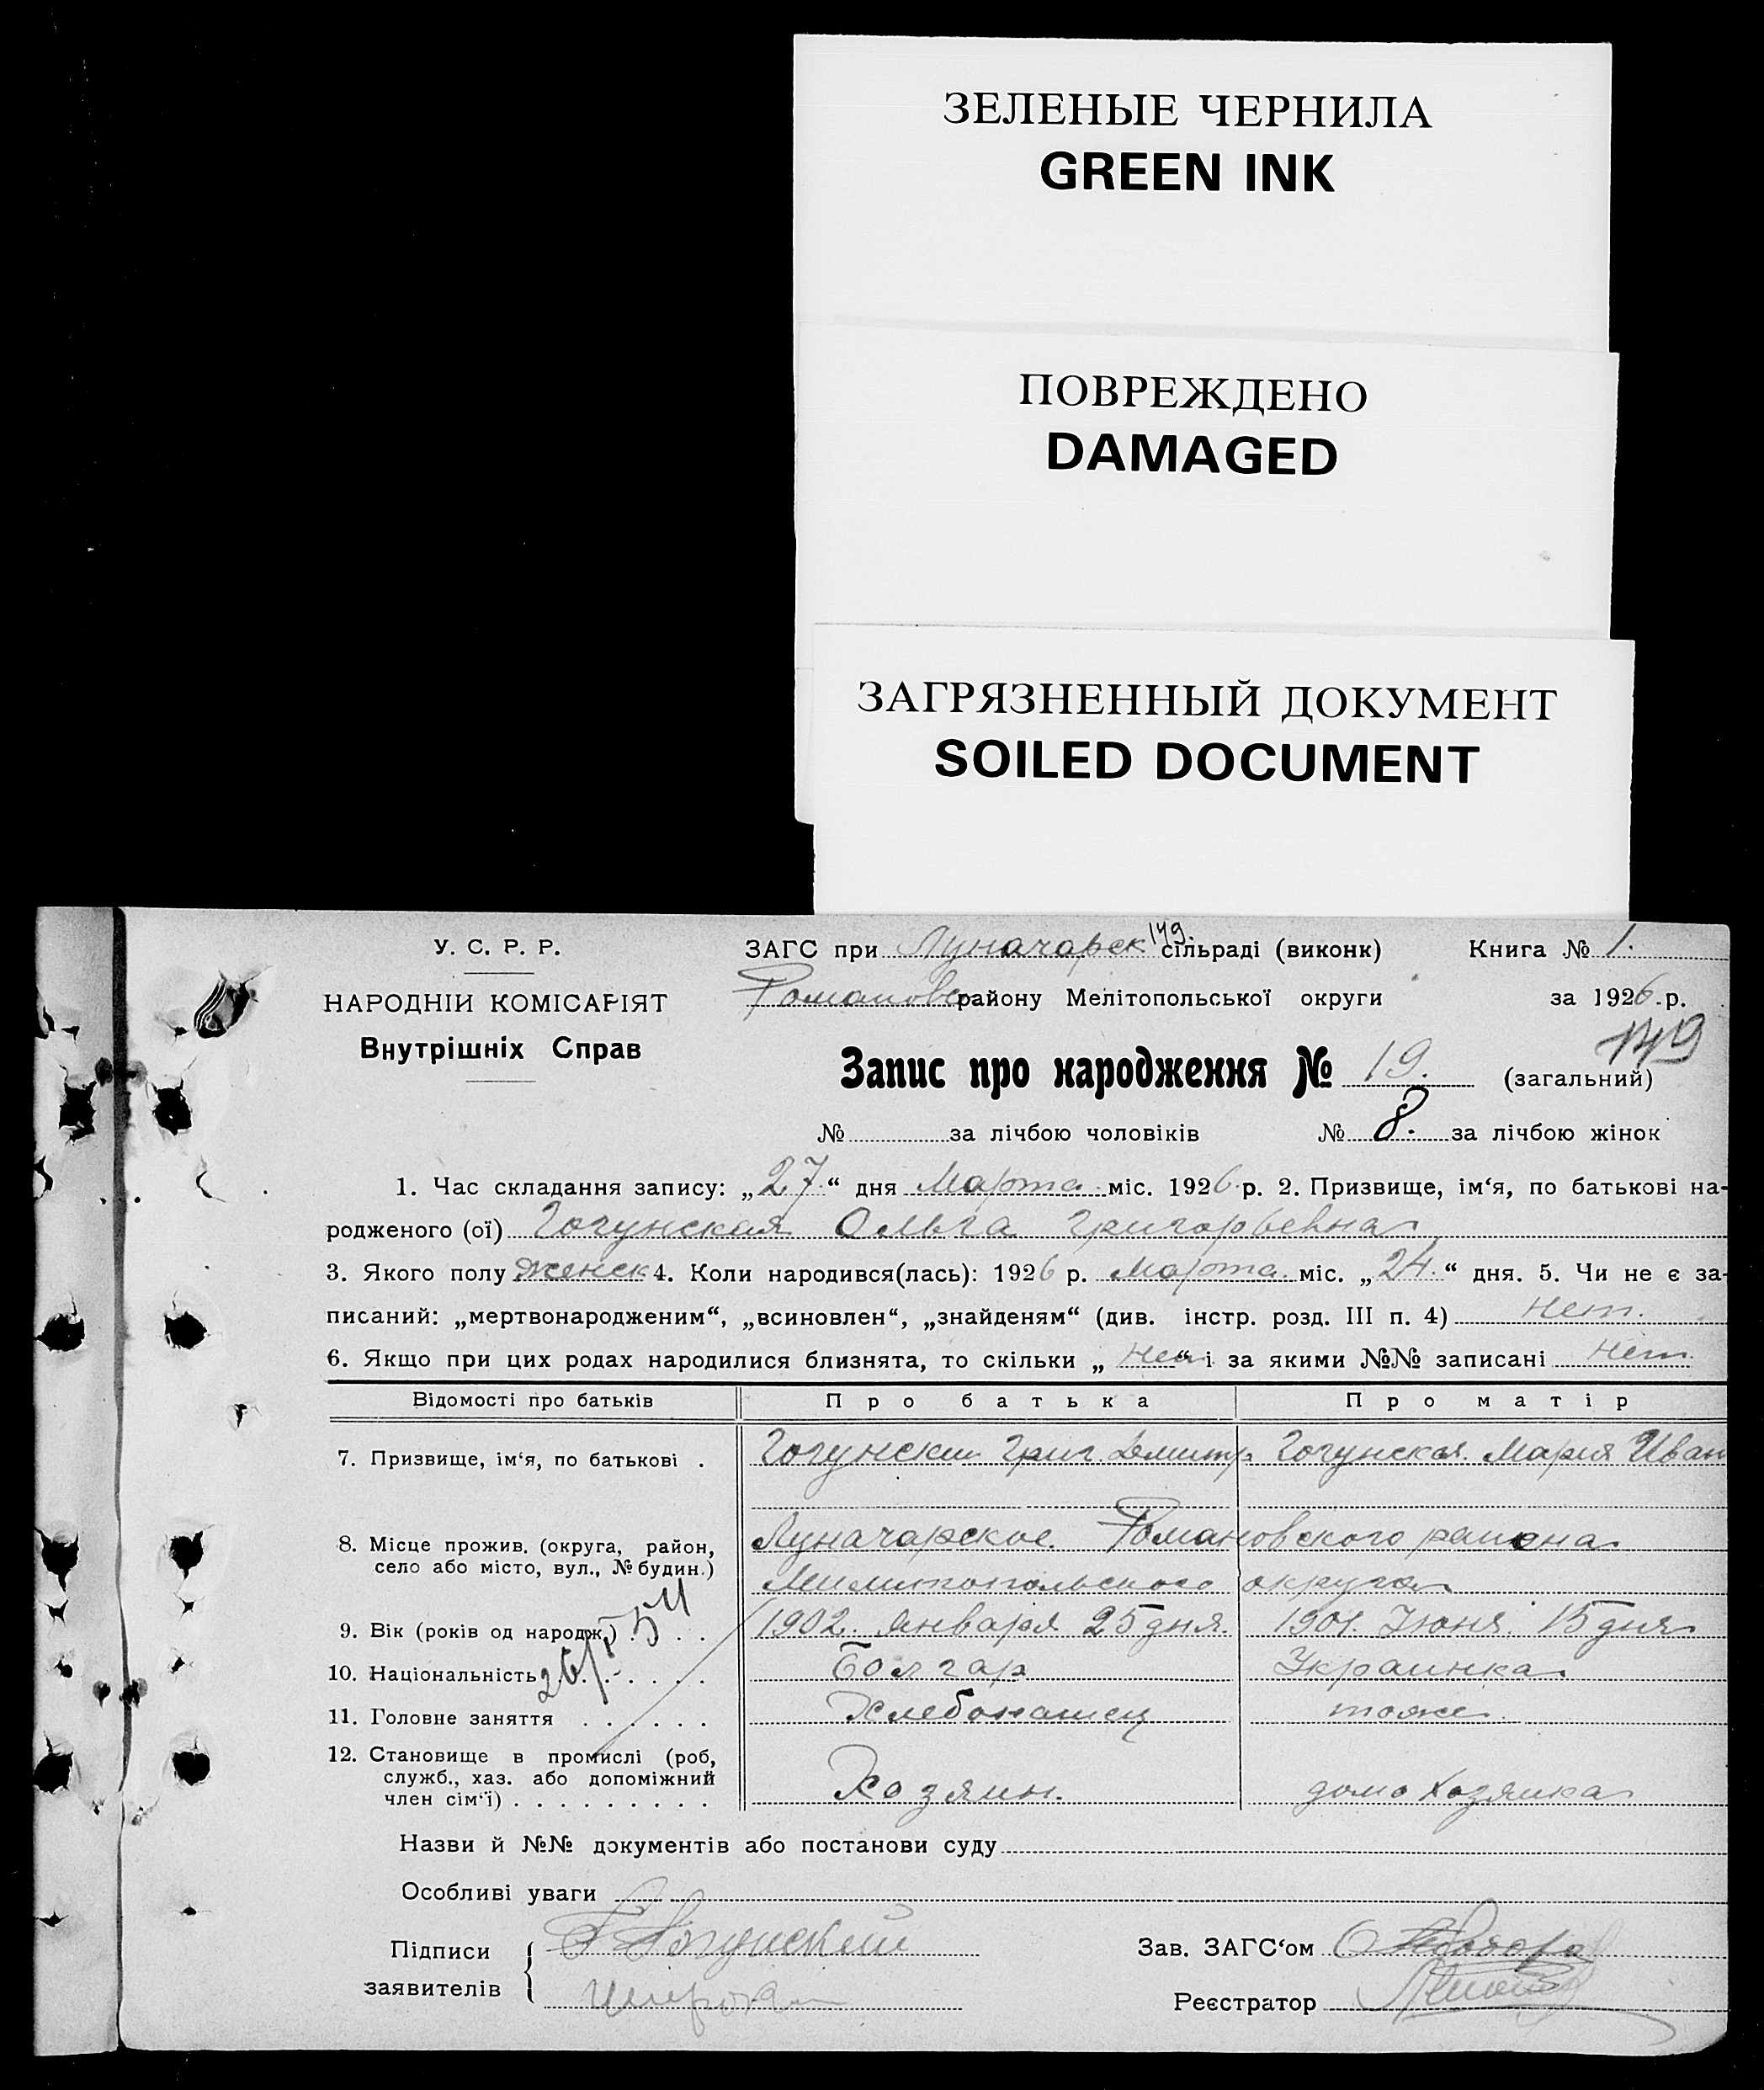 ЗЕЛЕНЫЕ ЧЕРНИЛА
GREEN INK
ПОВРЕЖДЕНО
DAMAGED
ЗАГРЯЗНЕННЫЙ ДОКУМЕНТ
SOILED DOCUMENT
У. С. Р. Р.
НАРОДНІЙ КОМІСАРІЯТ
Внутрішніх Справ
149.
ЗАГС при Луначарск сільраді (виконк) Книга № 1.
Романовс району Мелітопольської округи за 1926 р.
149
Запис про народження № 19. (загальний)
№ за лічбою чоловіків № 8. за лічбою жінок
1. Час складання запису: „27“ дня Марта міс. 1926 р. 2. Призвище, ім‘я, по батькові на-
родженого (ої) Гогунская Ольга Григорьевна
3. Якого полу женск 4. Коли народився(лась): 1926 р. Марта міс. „24.“ дня. 5. Чи не є за-
писаний: „мертвонародженим“, „всиновлен“, „знайденям“ (див. інстр. розд. III п. 4) Нет.
6. Якщо при цих родах народилися близнята, то скільки „Нет“ і за якими №№ записані Нет
Відомості про батьків Про батька Про матір
7. Призвище, ім‘я, по батькові . Гогунский Григ. Дмитр Гогунская Мария Иван
8. Місце прожив. (округа, район, село або місто, вул., № будин.) Луначарское Романовского района
Милитопольского округа
9. Вік (років од народж.) . . . 1902. Января 25 дня. 1901. Июня. 15 дня
10. Національність . . . . . Болгар Украинка
11. Головне заняття . . . . . . Хлебопашец тоже
12. Становище в промислі (роб, служб., хаз. або допоміжний член сім‘ї) . . . . . . . . . Хозяин. домохозяика
Назви й №№ документів або постанови суду
Особливі уваги
Підписи Г Гогунский Зав. ЗАГС‘ом
заявителів Реєстратор